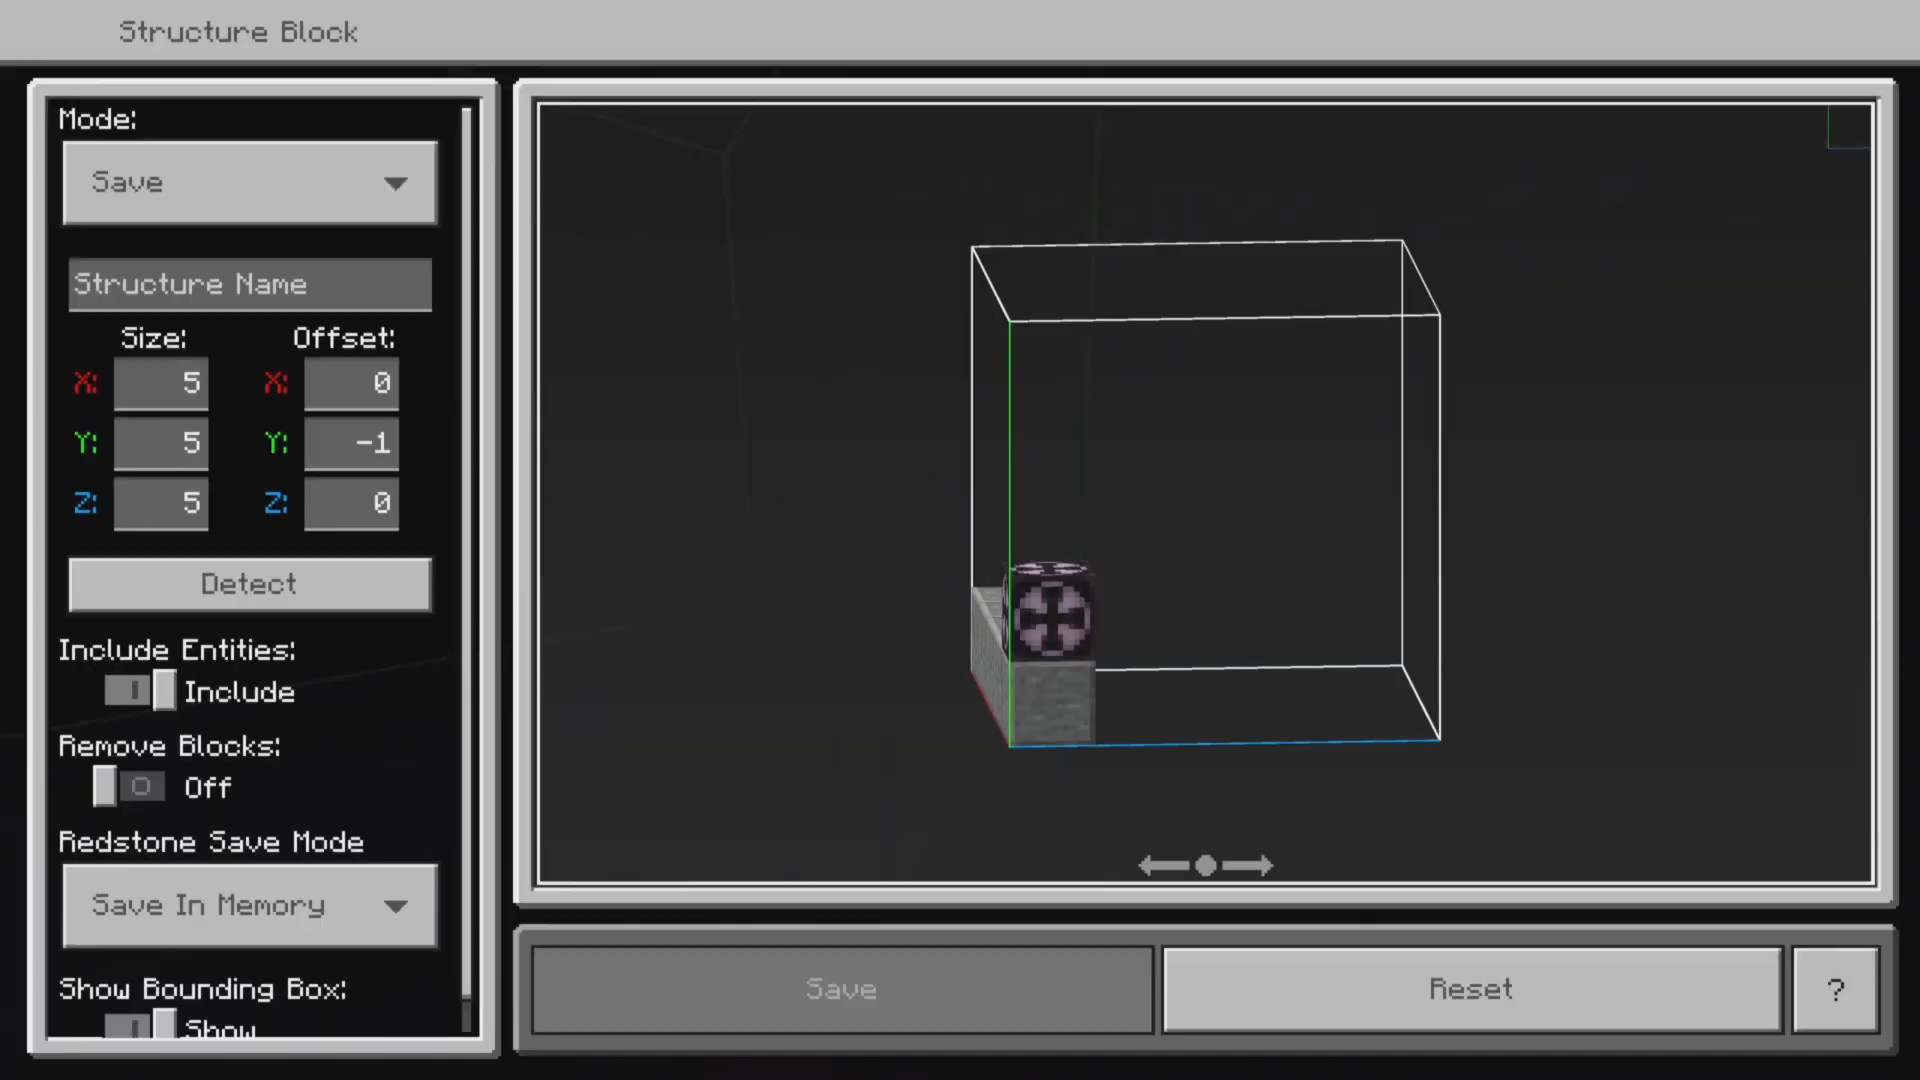 Structure Block
Mode:
Save
Structure Name
Size: Offset:
X: 5 X: 0
Y: 5 Y: -1
Z: 5 Z: 0
Detect
Include Entities:
Include
Remove Blocks:
Off
Redstone Save Mode
Save In Memory
Show Bounding Box:
Show
Save Reset ?